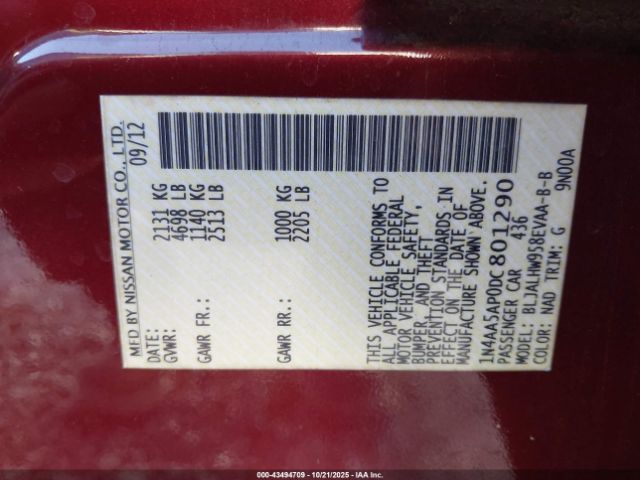 MFD BY NISSAN MOTOR CO., LTD.
DATE: 09/12
GVWR: 2131 KG
4698 LB
GAWR FR.: 1140 KG
2513 LB
GAWR RR.: 1000 KG
2205 LB
THIS VEHICLE CONFORMS TO
ALL APPLICABLE FEDERAL
MOTOR VEHICLE SAFETY,
BUMPER AND THEFT
PREVENTION STANDARDS IN
EFFECT ON THE DATE OF
MANUFACTURE SHOWN ABOVE.
1N4AA5AP0DC801290
PASSENGER CAR 436
MODEL: BLJALHW958EVAA-B-B
COLOR: NAD TRIM: G 9N00A
000-43494709 - 10/21/2025 - IAA Inc.